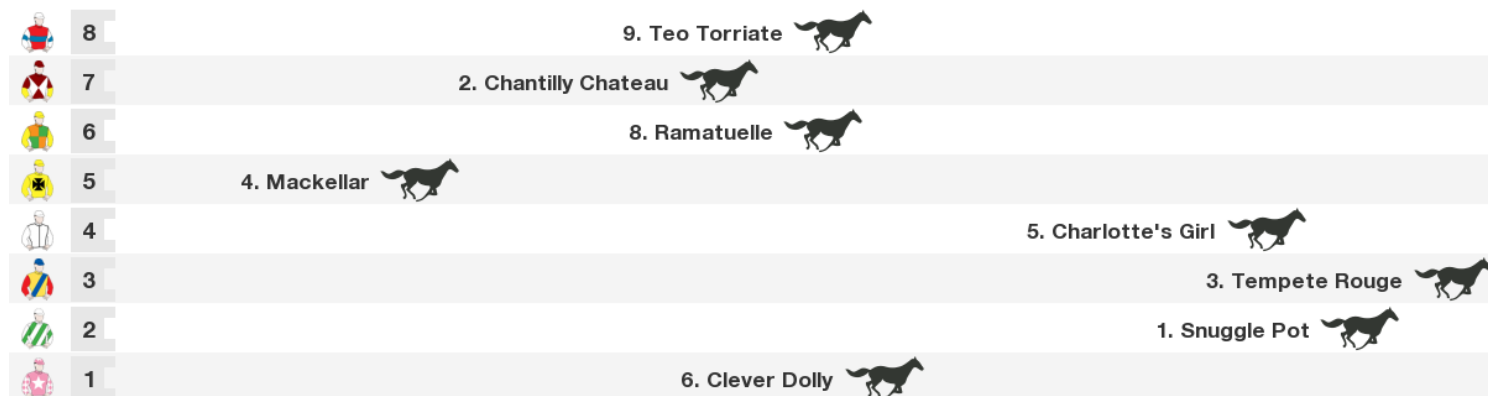 8 9. Teo Torriate
7 2. Chantilly Chateau
6 8. Ramatuelle
5 4. Mackellar
4 5. Charlotte's Girl
3 3. Tempete Rouge
2 1. Snuggle Pot
1 6. Clever Dolly